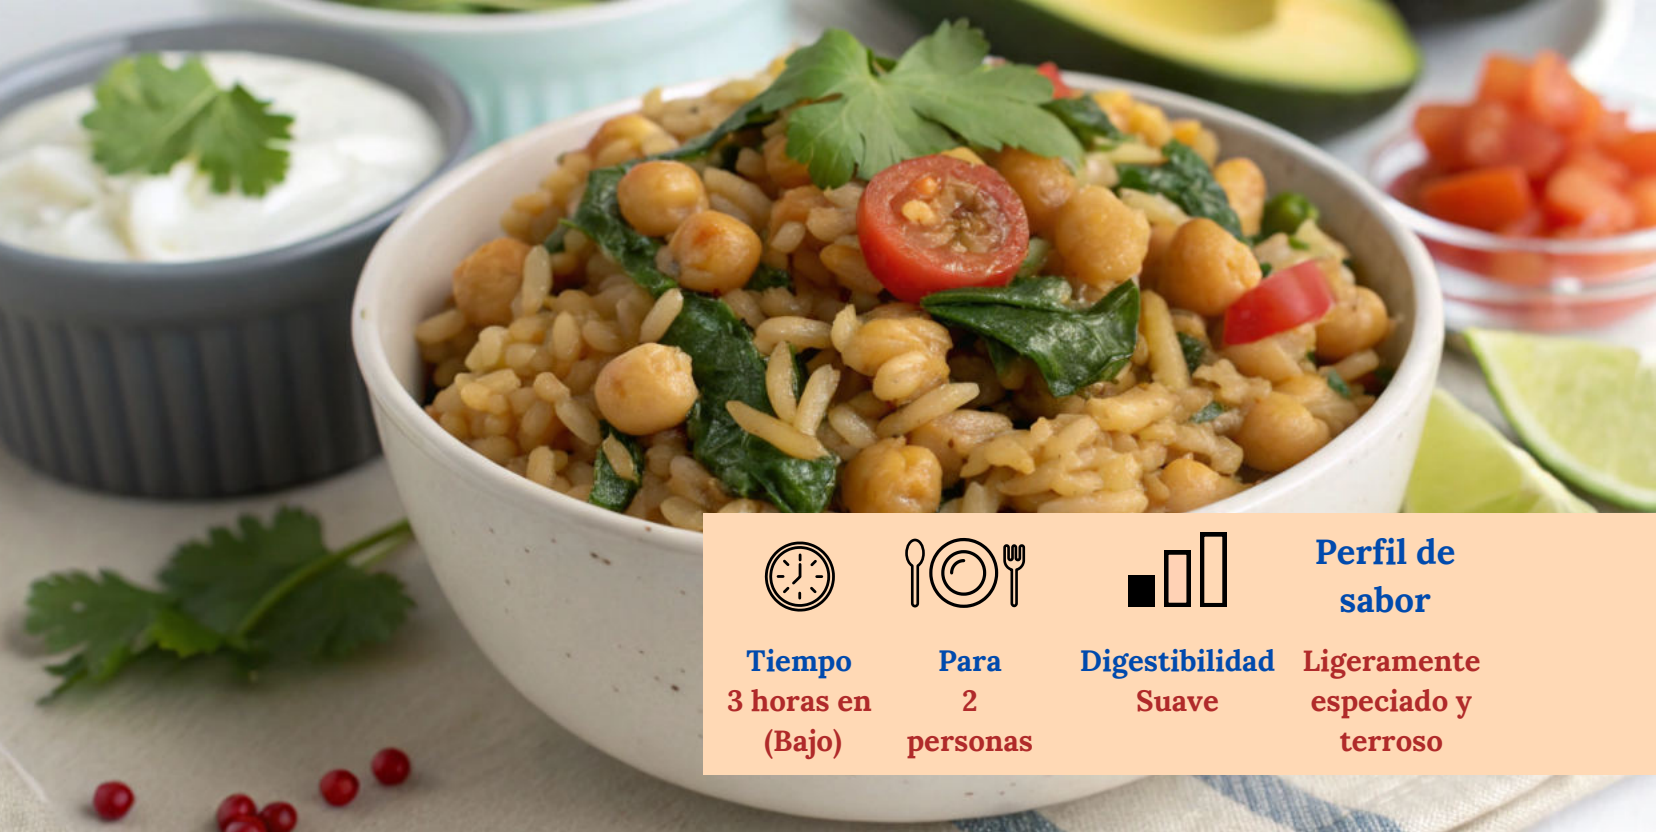 Perfil de
sabor
Tiempo
3 horas en
(Bajo)
Para
2
personas
Digestibilidad
Suave
Ligeramente
especiado y
terroso